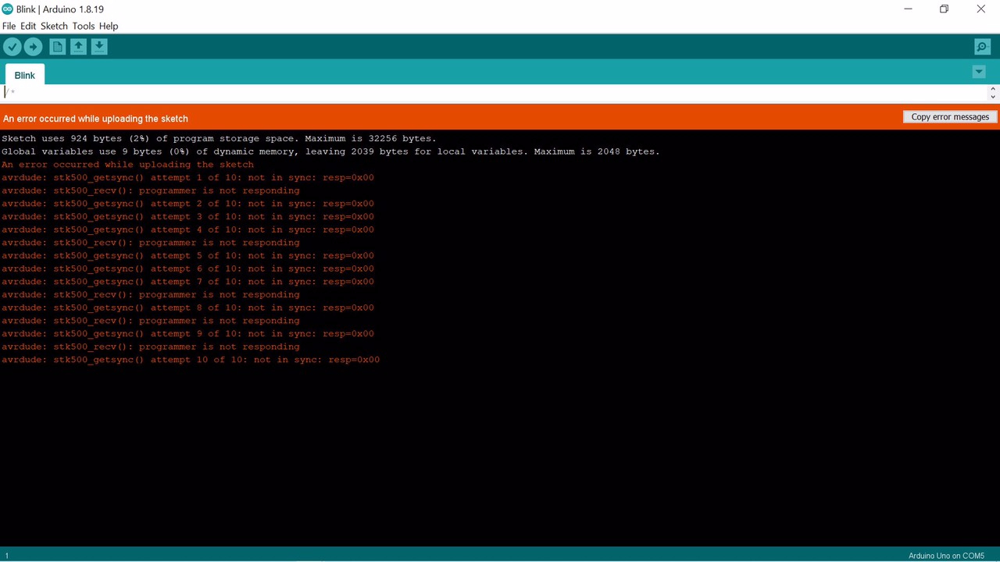 Blink | Arduino 1.8.19
File Edit Sketch Tools Help
Blink
/*
An error occurred while uploading the sketch
Copy error messages
Sketch uses 924 bytes (2%) of program storage space. Maximum is 32256 bytes.
Global variables use 9 bytes (0%) of dynamic memory, leaving 2039 bytes for local variables. Maximum is 2048 bytes.
An error occurred while uploading the sketch
avrdude: stk500_getsync() attempt 1 of 10: not in sync: resp=0x00
avrdude: stk500_recv(): programmer is not responding
avrdude: stk500_getsync() attempt 2 of 10: not in sync: resp=0x00
avrdude: stk500_getsync() attempt 3 of 10: not in sync: resp=0x00
avrdude: stk500_getsync() attempt 4 of 10: not in sync: resp=0x00
avrdude: stk500_recv(): programmer is not responding
avrdude: stk500_getsync() attempt 5 of 10: not in sync: resp=0x00
avrdude: stk500_getsync() attempt 6 of 10: not in sync: resp=0x00
avrdude: stk500_getsync() attempt 7 of 10: not in sync: resp=0x00
avrdude: stk500_recv(): programmer is not responding
avrdude: stk500_getsync() attempt 8 of 10: not in sync: resp=0x00
avrdude: stk500_recv(): programmer is not responding
avrdude: stk500_getsync() attempt 9 of 10: not in sync: resp=0x00
avrdude: stk500_recv(): programmer is not responding
avrdude: stk500_getsync() attempt 10 of 10: not in sync: resp=0x00
1
Arduino Uno on COM5